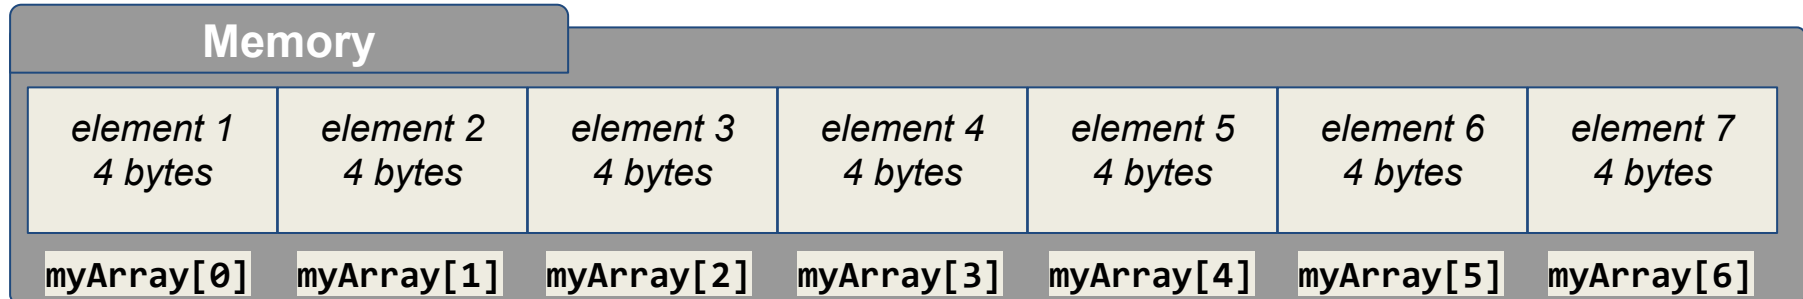 Memory
element 1
4 bytes
element 2
4 bytes
element 3
4 bytes
element 4
4 bytes
element 5
4 bytes
element 6
4 bytes
element 7
4 bytes
myArray[0]
myArray[1]
myArray[2]
myArray[3]
myArray[4]
myArray[5]
myArray[6]